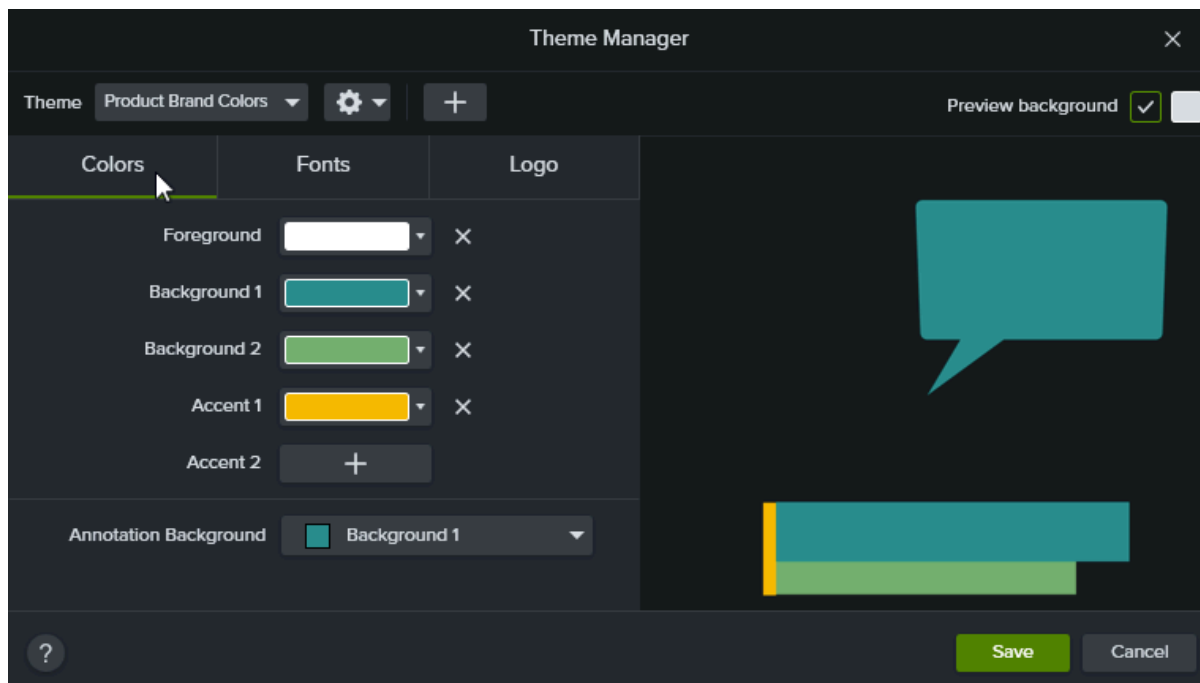 Theme Manager
Theme Product Brand Colors Preview background
Colors Fonts Logo
Foreground
Background 1
Background 2
Accent 1
Accent 2
Annotation Background Background 1
? Save Cancel